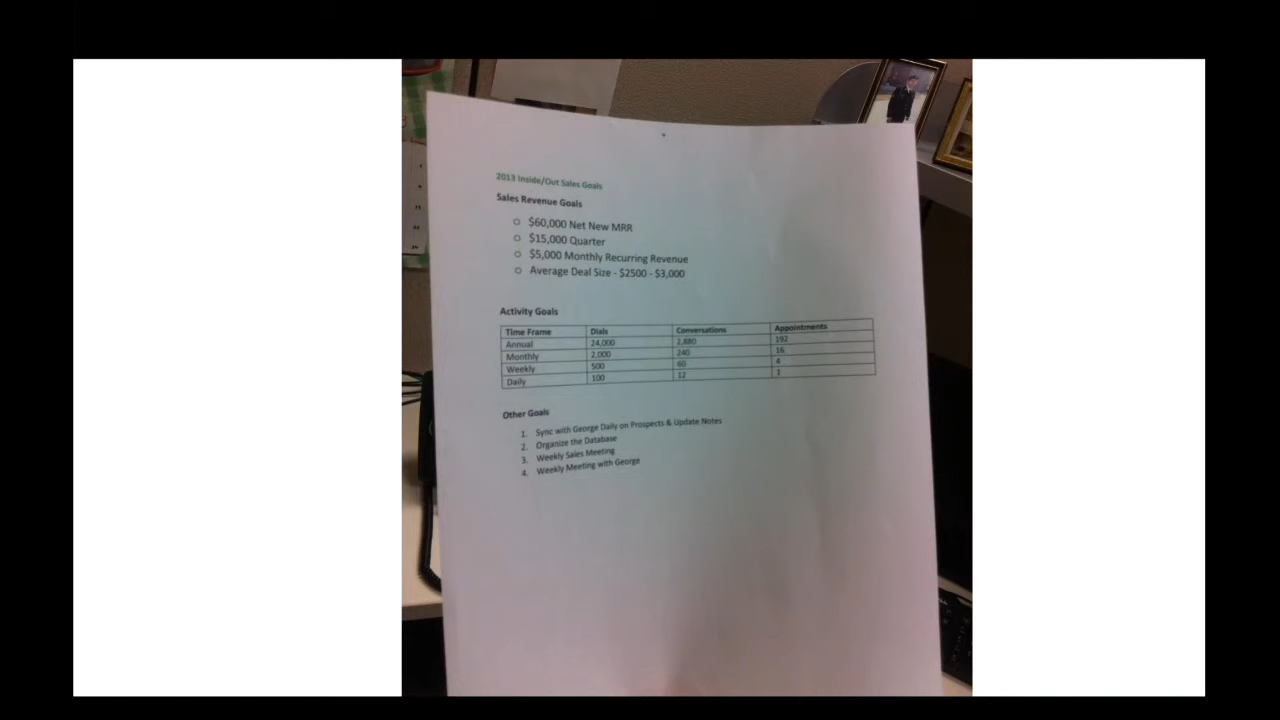 2013 Inside/Out Sales Goals
Sales Revenue Goals
o $60,000 Net New MRR
o $15,000 Quarter
o $5,000 Monthly Recurring Revenue
o Average Deal Size - $2500 - $3,000
Activity Goals
Time Frame Dials Conversations Appointments
Annual 24,000 2,880 192
Monthly 2,000 240 16
Weekly 500 60 4
Daily 100 12 1
Other Goals
1. Sync with George Daily on Prospects & Update Notes
2. Organize the Database
3. Weekly Sales Meeting
4. Weekly Meeting with George